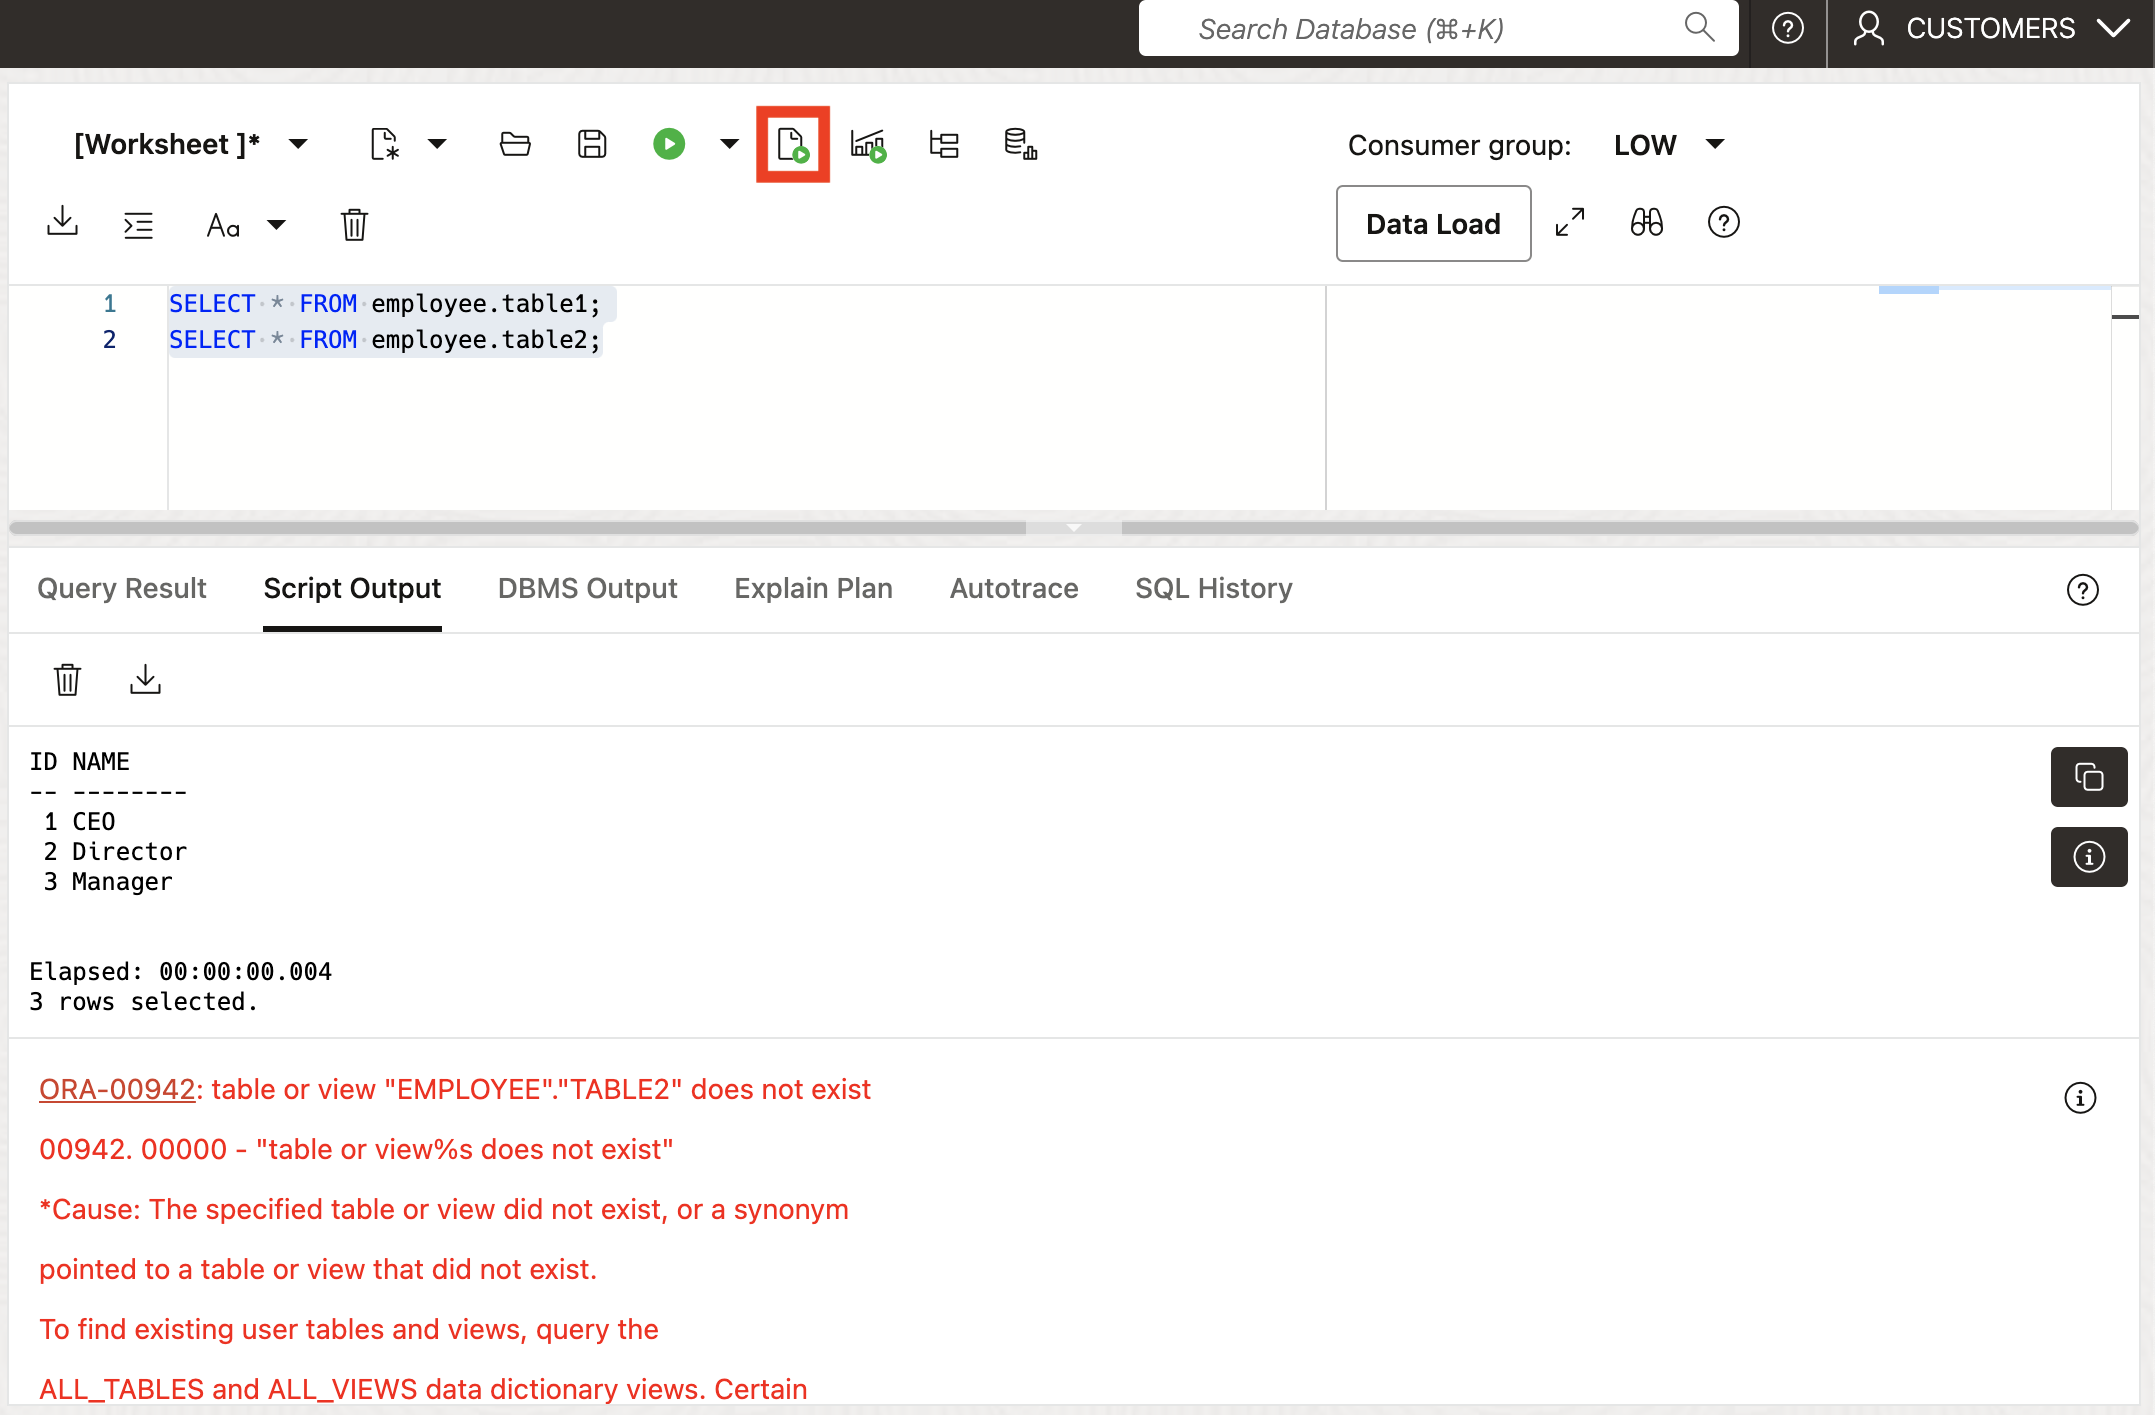 Search Database (⌘+K)
CUSTOMERS
[Worksheet ]*
Consumer group: LOW
Aa
Data Load
1 SELECT * FROM employee.table1;
2 SELECT * FROM employee.table2;
Query Result Script Output DBMS Output Explain Plan Autotrace SQL History
ID NAME
-- --------
1 CEO
2 Director
3 Manager
Elapsed: 00:00:00.004
3 rows selected.
ORA-00942: table or view "EMPLOYEE"."TABLE2" does not exist
00942. 00000 - "table or view%s does not exist"
*Cause: The specified table or view did not exist, or a synonym
pointed to a table or view that did not exist.
To find existing user tables and views, query the
ALL_TABLES and ALL_VIEWS data dictionary views. Certain